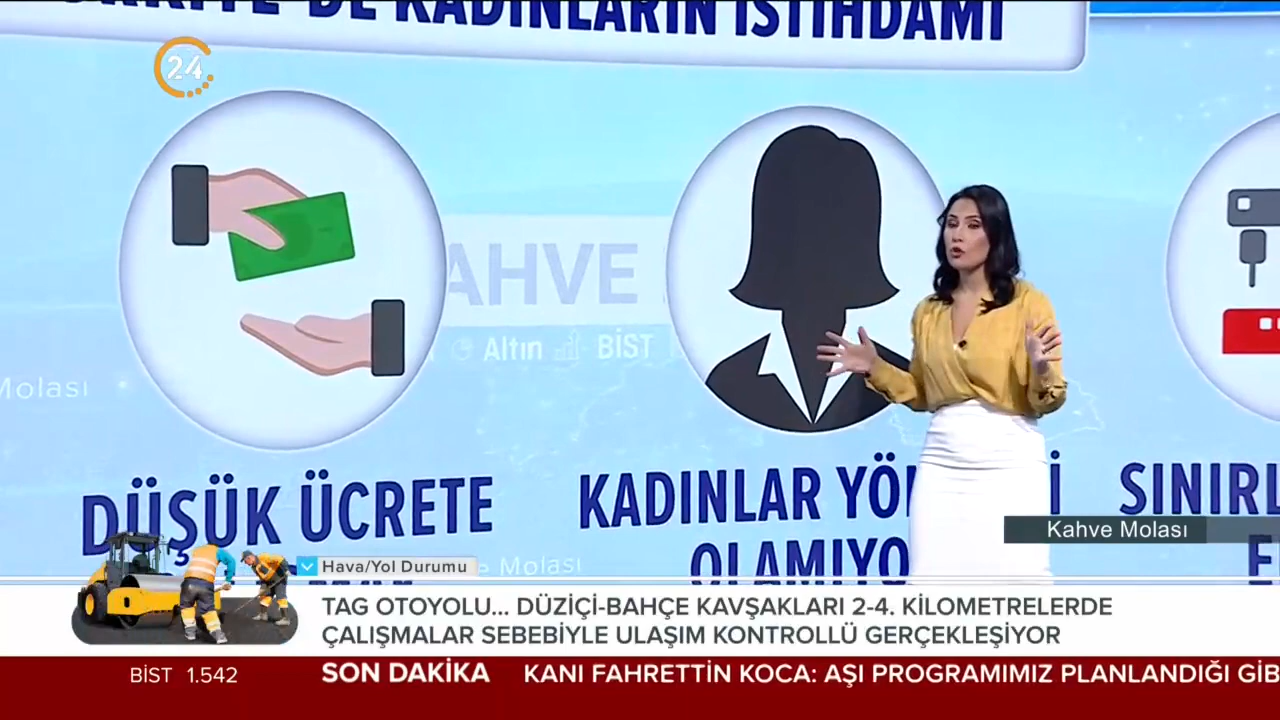 KADINLARIN İSTİHDAMI
24
AHVE
Altın BİST
Molası
DÜŞÜK ÜCRETE
KADINLAR
OLAMIYO
Kahve Molası
Molası
Hava/Yol Durumu
TAG OTOYOLU... DÜZİÇİ-BAHÇE KAVŞAKLARI 2-4. KİLOMETRELERDE
ÇALIŞMALAR SEBEBİYLE ULAŞIM KONTROLLÜ GERÇEKLEŞİYOR
BİST 1.542 SON DAKİKA KANI FAHRETTİN KOCA: AŞI PROGRAMIMIZ PLANLANDIĞI GİB